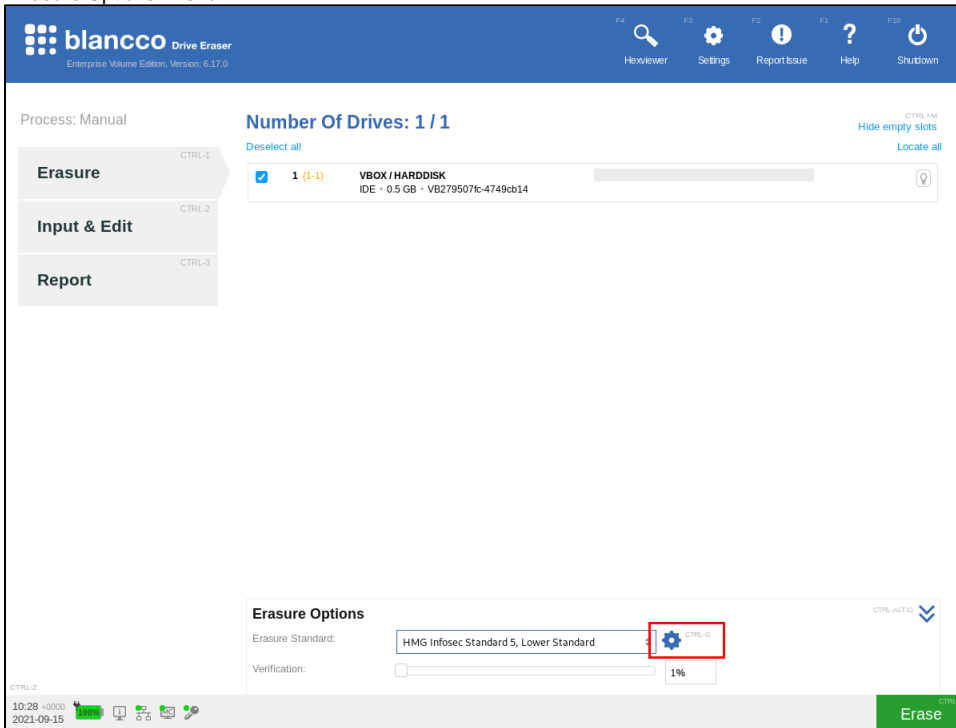 F4 F3 F2 F1 F10
blancco Drive Eraser
Enterprise Volume Edition, Version: 6.17.0
Hexviewer Settings Report Issue Help Shutdown
Process: Manual
Number Of Drives: 1 / 1
CTRL+M
Hide empty slots
Deselect all
Locate all
CTRL-1
Erasure
1 (1-1) VBOX / HARDDISK
IDE • 0.5 GB • VB279507fc-4749cb14
CTRL-2
Input & Edit
CTRL-3
Report
Erasure Options
CTRL-ALT-O
Erasure Standard: HMG Infosec Standard 5, Lower Standard
CTRL-G
Verification: 1%
CTRL-Z
10:28 +0000
2021-09-15
100%
MC
CTRL
Erase